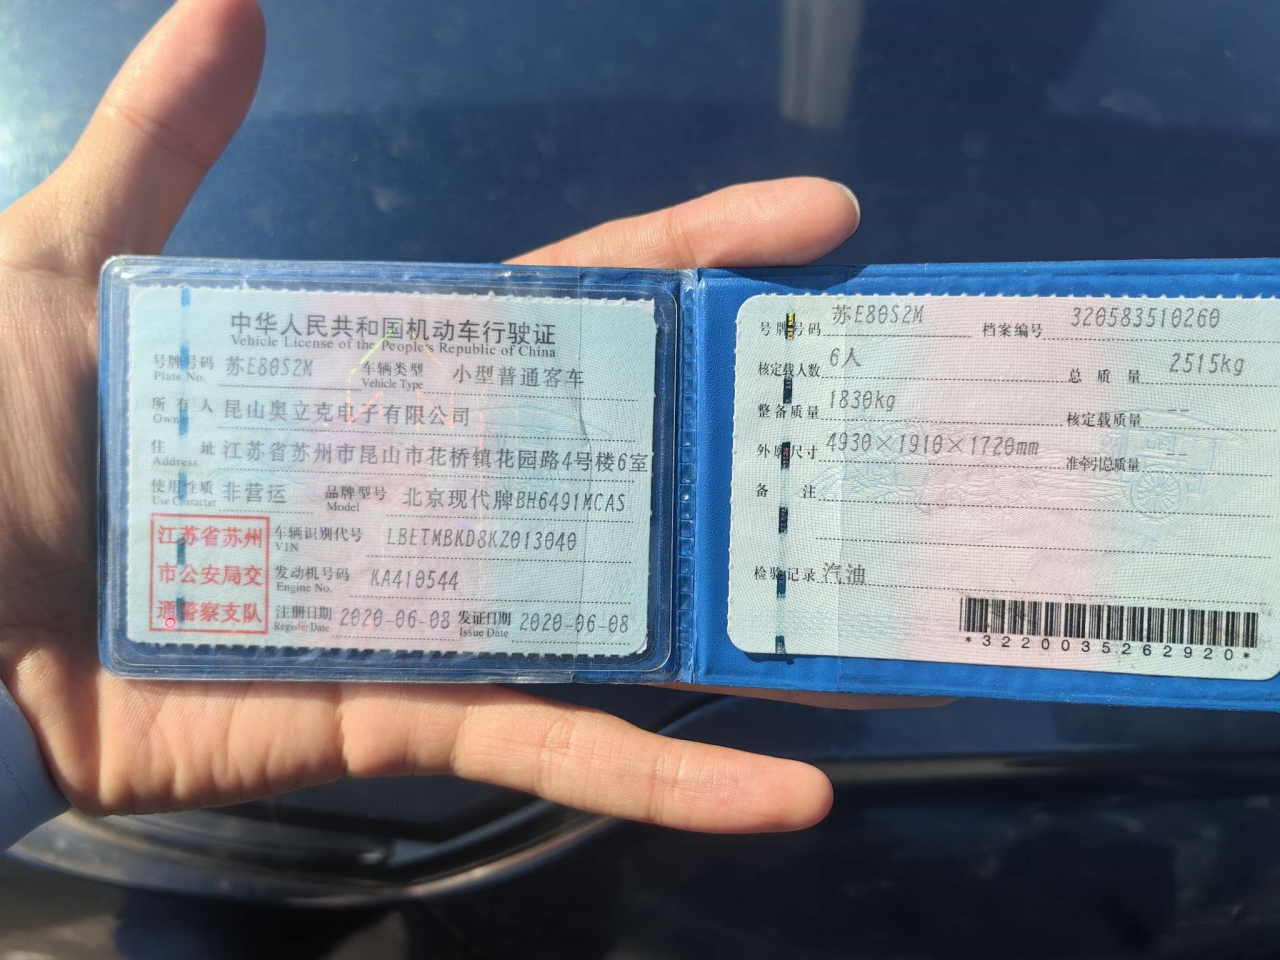 中华人民共和国机动车行驶证
Vehicle License of the People's Republic of China
号牌号码 苏E80S2M 车辆类型 小型普通客车
Plate No. Vehicle Type
所有人 昆山奥立克电子有限公司
Owner
住址 江苏省苏州市昆山市花桥镇花园路4号楼6室
Address
使用性质 非营运 品牌型号 北京现代牌BH6491MCAS
Use Character Model
江苏省苏州
市公安局交
通警察支队
车辆识别代号 LBETMBKD8KZ013040
VIN
发动机号码 KA410544
Engine No.
注册日期 2020-06-08 发证日期 2020-06-08
Register Date Issue Date
号牌号码 苏E80S2M 档案编号 320583510260
核定载人数 6人 总质量 2515kg
整备质量 1830kg 核定载质量 --
外廓尺寸 4930×1910×1720mm 准牵引总质量 --
备注
检验记录 汽油
*3220035262920*